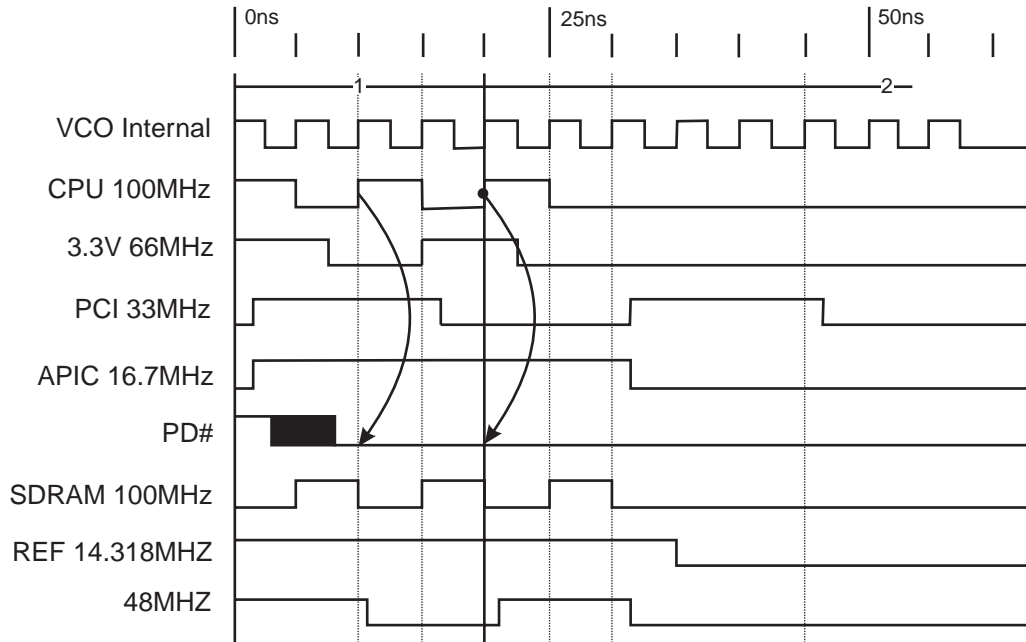 0ns 25ns 50ns
1 2
VCO Internal
CPU 100MHz
3.3V 66MHz
PCI 33MHz
APIC 16.7MHz
PD#
SDRAM 100MHz
REF 14.318MHZ
48MHZ